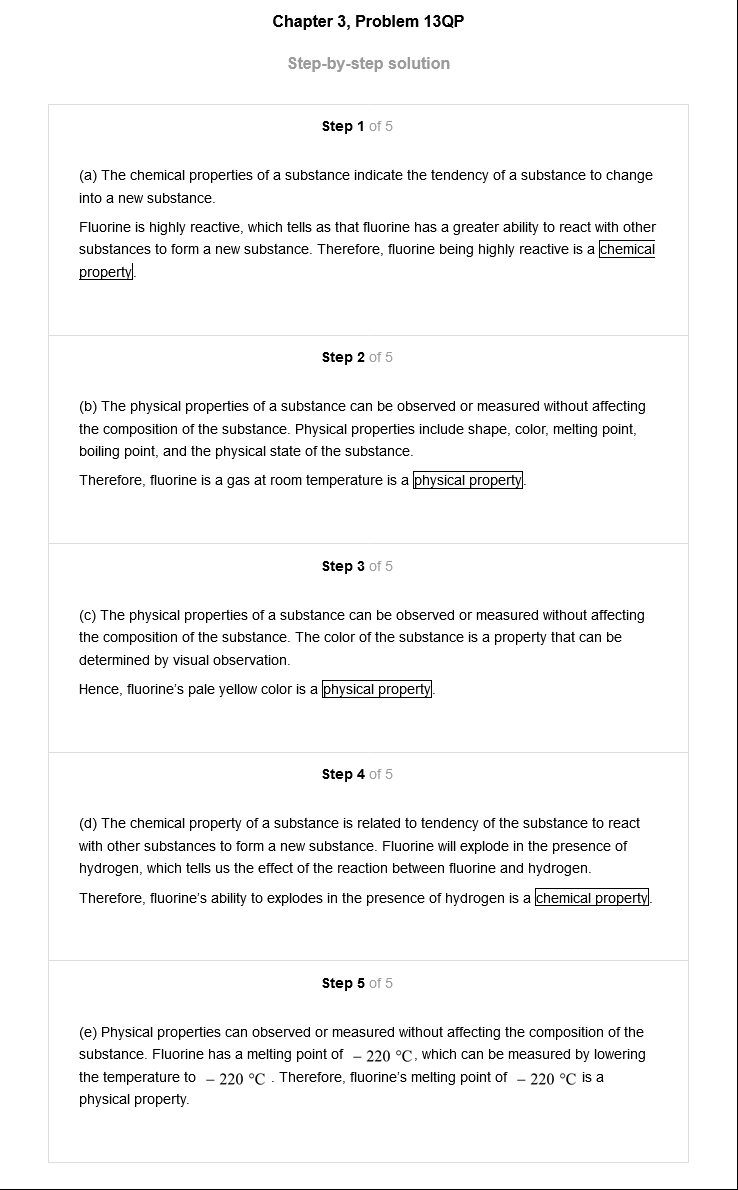 Chapter 3, Problem 13QP
Step-by-step solution
Step 1 of 5
(a) The chemical properties of a substance indicate the tendency of a substance to change
into a new substance.
Fluorine is highly reactive, which tells as that fluorine has a greater ability to react with other
substances to form a new substance. Therefore, fluorine being highly reactive is a chemical
property.
Step 2 of 5
(b) The physical properties of a substance can be observed or measured without affecting
the composition of the substance. Physical properties include shape, color, melting point,
boiling point, and the physical state of the substance.
Therefore, fluorine is a gas at room temperature is a physical property.
Step 3 of 5
(c) The physical properties of a substance can be observed or measured without affecting
the composition of the substance. The color of the substance is a property that can be
determined by visual observation.
Hence, fluorine's pale yellow color is a physical property.
Step 4 of 5
(d) The chemical property of a substance is related to tendency of the substance to react
with other substances to form a new substance. Fluorine will explode in the presence of
hydrogen, which tells us the effect of the reaction between fluorine and hydrogen.
Therefore, fluorine's ability to explodes in the presence of hydrogen is a chemical property.
Step 5 of 5
(e) Physical properties can observed or measured without affecting the composition of the
substance. Fluorine has a melting point of − 220 °C, which can be measured by lowering
the temperature to − 220 °C . Therefore, fluorine's melting point of − 220 °C is a
physical property.